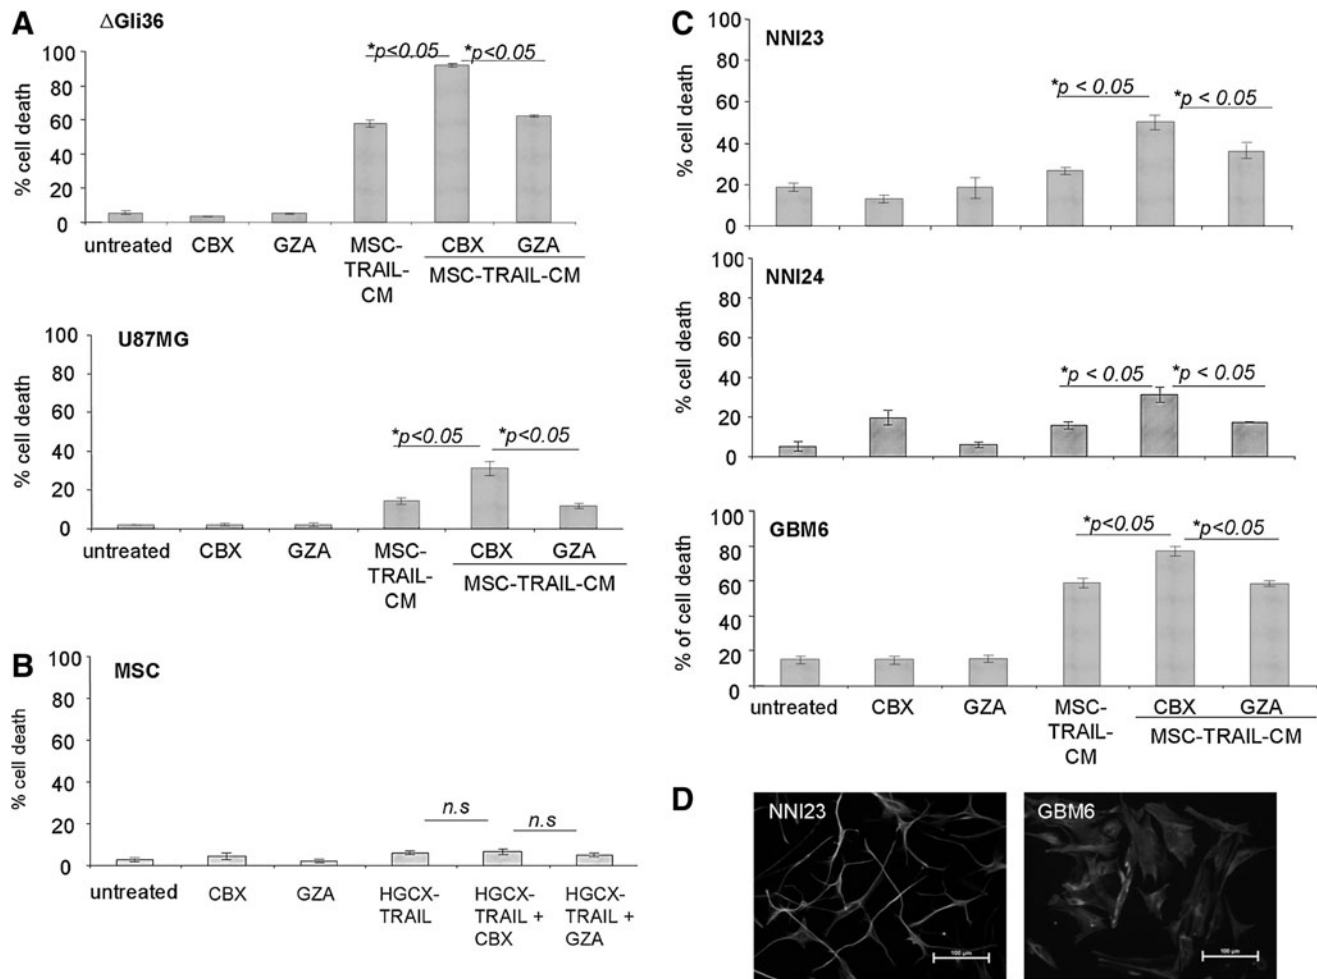 A
ΔGli36
% cell death
100
80
60
40
20
0
*p<0.05 *p<0.05
untreated CBX GZA MSC-TRAIL-CM CBX GZA
MSC-TRAIL-CM
U87MG
% cell death
100
80
60
40
20
0
*p<0.05 *p<0.05
untreated CBX GZA MSC-TRAIL-CM CBX GZA
MSC-TRAIL-CM
B
MSC
% cell death
100
80
60
40
20
0
n.s n.s
untreated CBX GZA HGCX-TRAIL HGCX-TRAIL + CBX HGCX-TRAIL + GZA
C
NNI23
% cell death
100
80
60
40
20
0
*p < 0.05 *p < 0.05
NNI24
% cell death
100
80
60
40
20
0
*p < 0.05 *p < 0.05
GBM6
% of cell death
100
80
60
40
20
0
*p<0.05 *p<0.05
untreated CBX GZA MSC-TRAIL-CM CBX GZA
MSC-TRAIL-CM
D
NNI23
100 µm
GBM6
100 µm